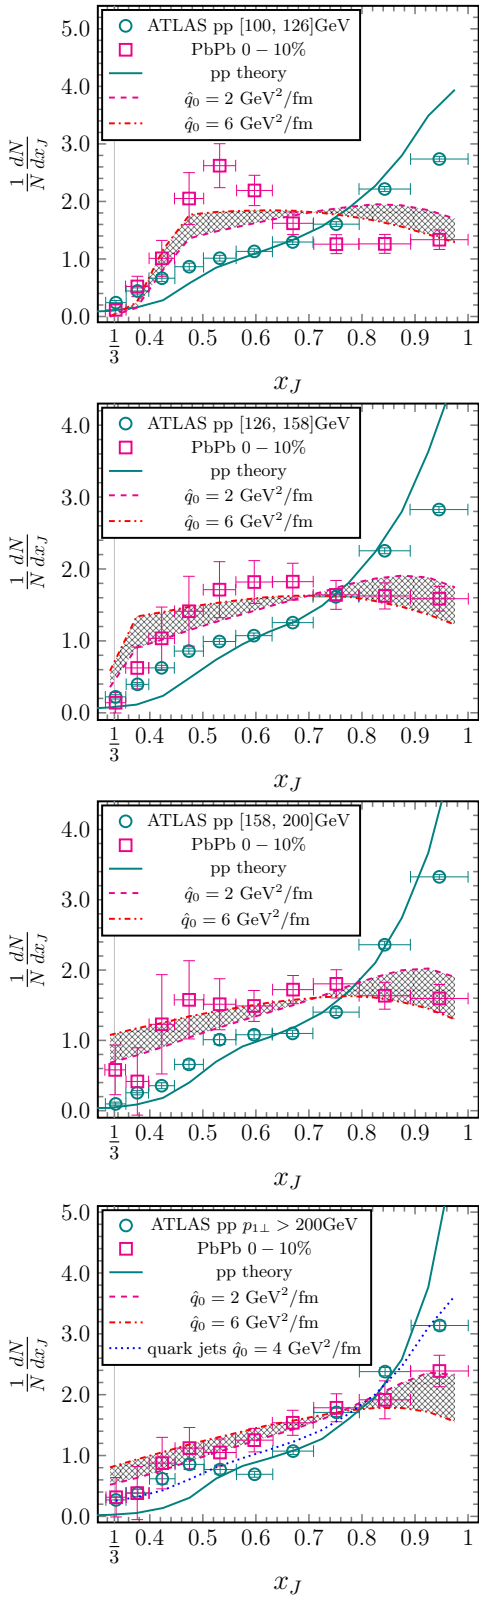 5.0
4.0
3.0
2.0
1.0
0.0
1/N dN/dx_J
ATLAS pp [100, 126]GeV
PbPb 0 − 10%
pp theory
q̂₀ = 2 GeV²/fm
q̂₀ = 6 GeV²/fm
1/3 0.4 0.5 0.6 0.7 0.8 0.9 1
x_J
4.0
3.0
2.0
1.0
0.0
1/N dN/dx_J
ATLAS pp [126, 158]GeV
PbPb 0 − 10%
pp theory
q̂₀ = 2 GeV²/fm
q̂₀ = 6 GeV²/fm
1/3 0.4 0.5 0.6 0.7 0.8 0.9 1
x_J
4.0
3.0
2.0
1.0
0.0
1/N dN/dx_J
ATLAS pp [158, 200]GeV
PbPb 0 − 10%
pp theory
q̂₀ = 2 GeV²/fm
q̂₀ = 6 GeV²/fm
1/3 0.4 0.5 0.6 0.7 0.8 0.9 1
x_J
5.0
4.0
3.0
2.0
1.0
0.0
1/N dN/dx_J
ATLAS pp p₁⊥ > 200GeV
PbPb 0 − 10%
pp theory
q̂₀ = 2 GeV²/fm
q̂₀ = 6 GeV²/fm
quark jets q̂₀ = 4 GeV²/fm
1/3 0.4 0.5 0.6 0.7 0.8 0.9 1
x_J